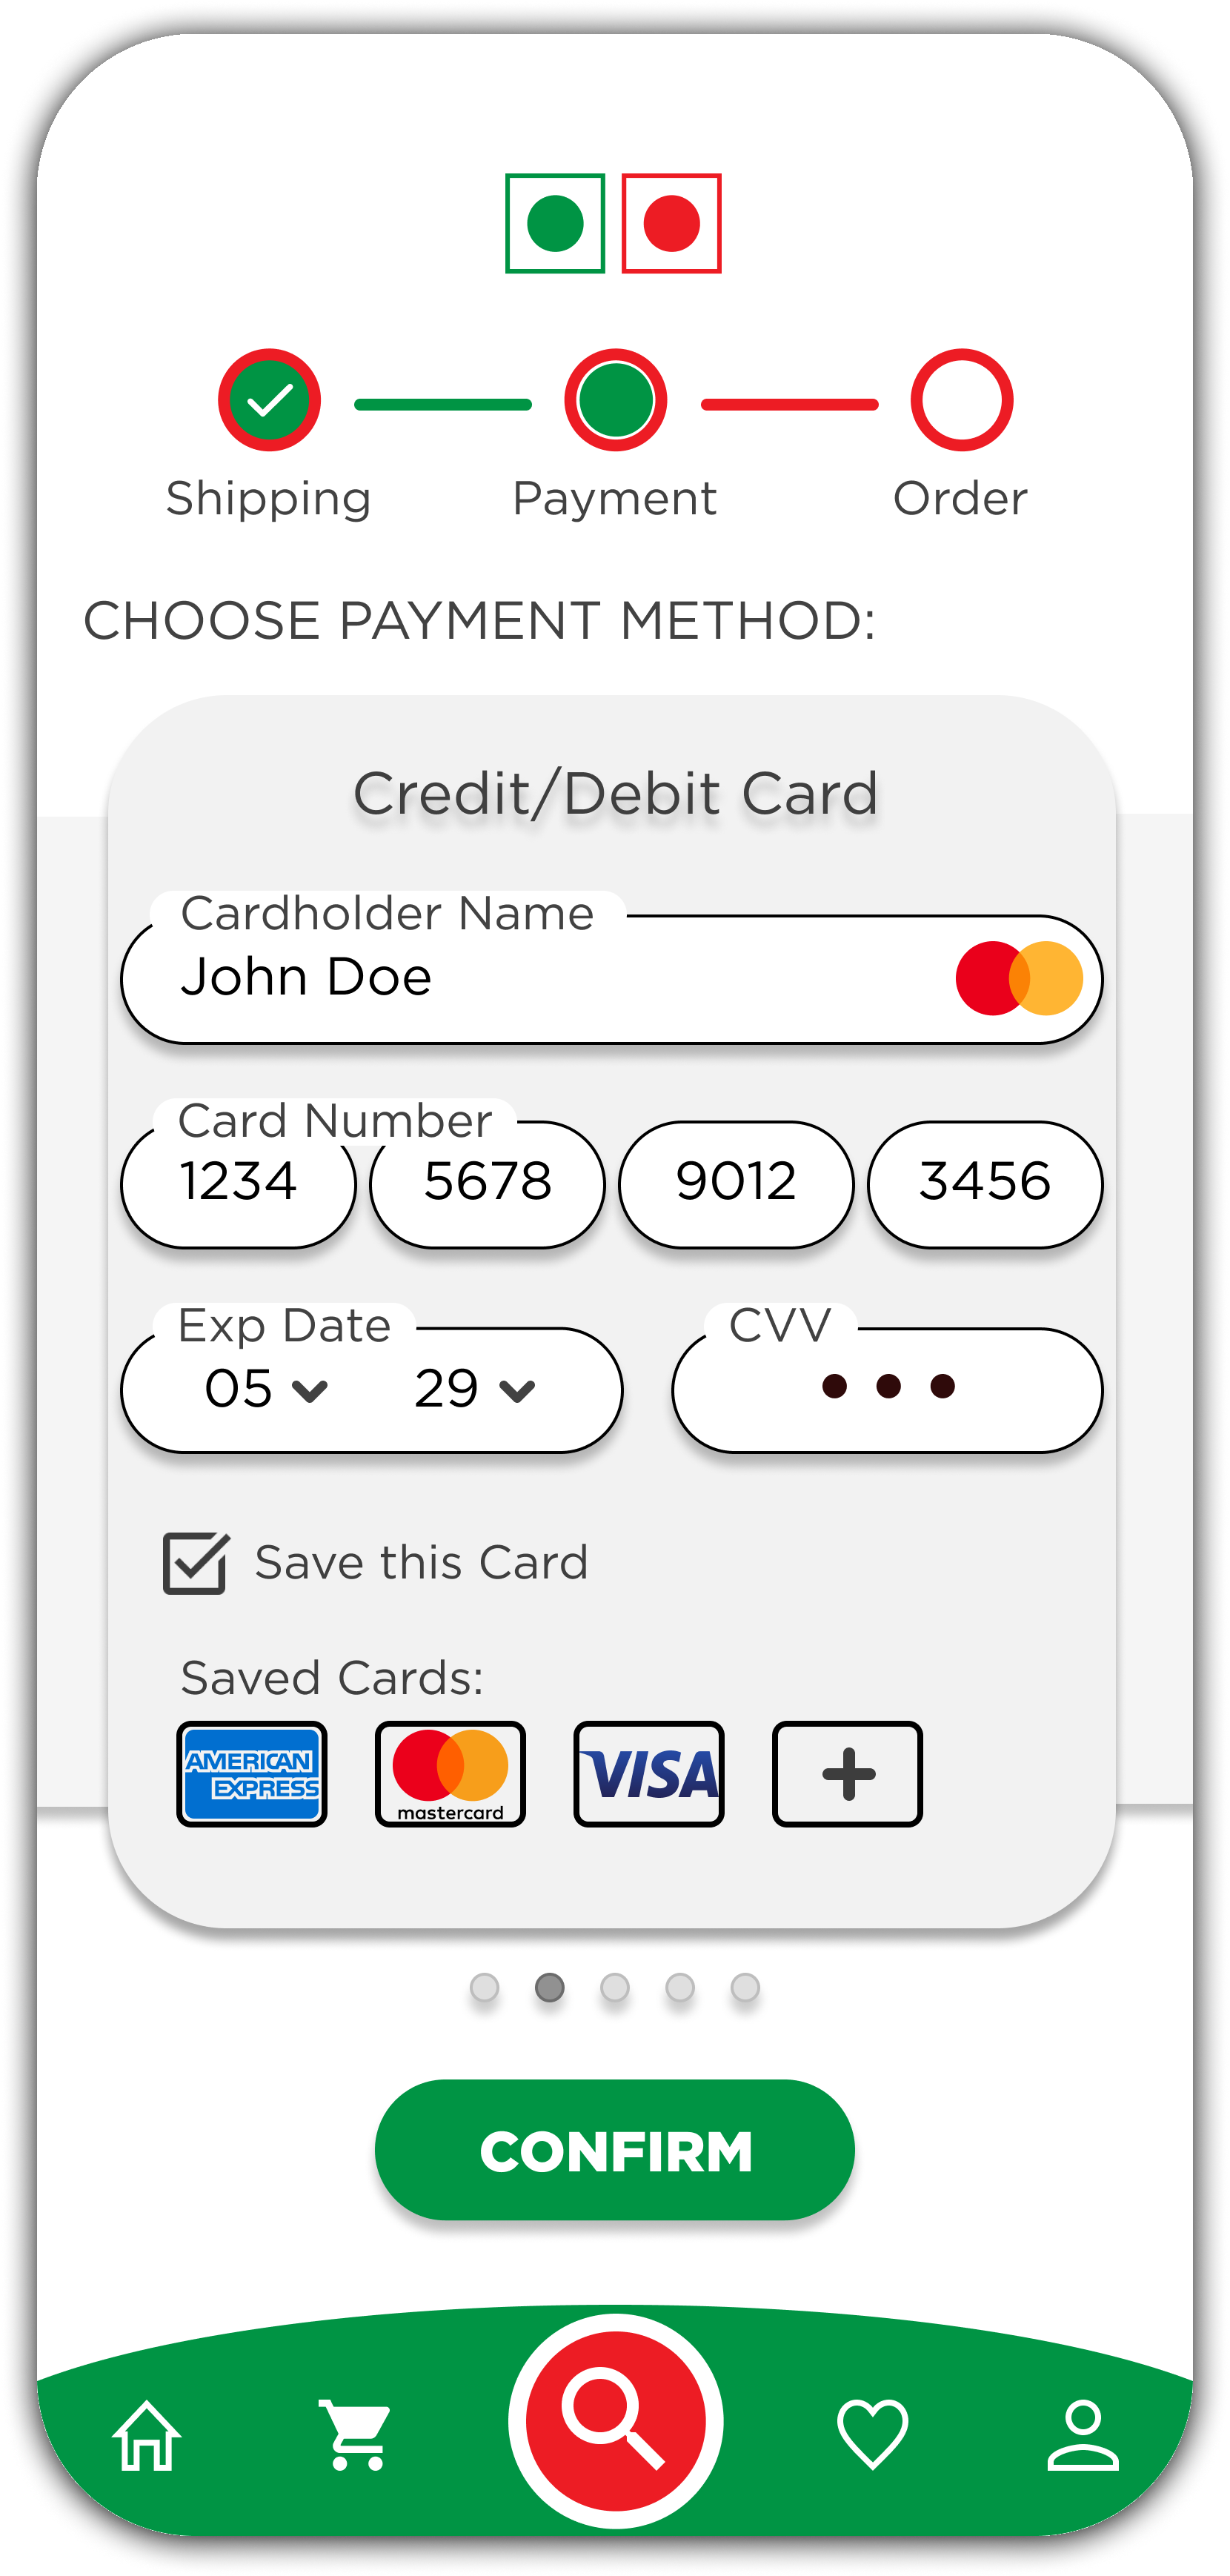 Shipping Payment Order
CHOOSE PAYMENT METHOD:
Credit/Debit Card
Cardholder Name
John Doe
Card Number
1234 5678 9012 3456
Exp Date CVV
05 29
Save this Card
Saved Cards:
AMERICAN
EXPRESS
mastercard
VISA
CONFIRM